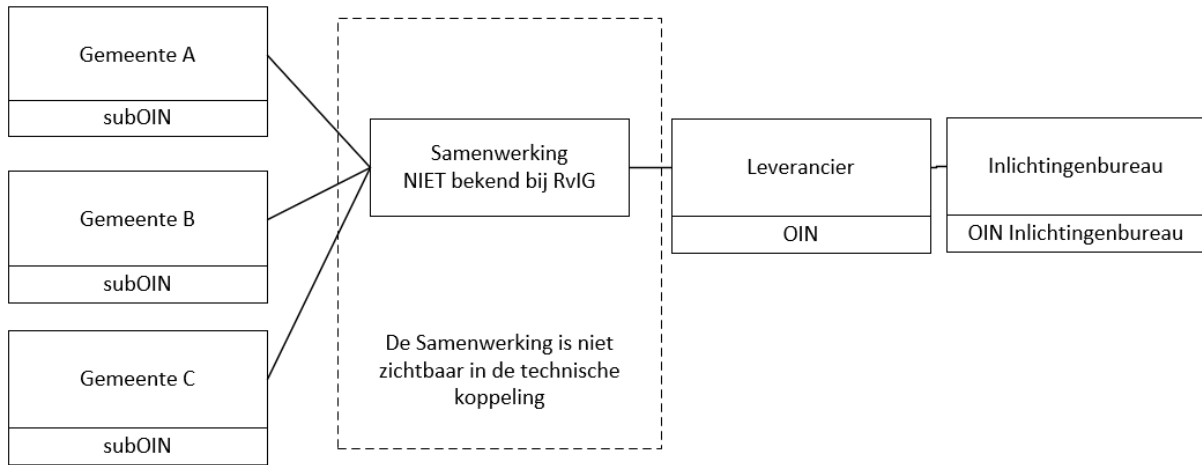 Gemeente A
subOIN
Gemeente B
subOIN
Gemeente C
subOIN
Samenwerking
NIET bekend bij RvIG
De Samenwerking is niet
zichtbaar in de technische
koppeling
Leverancier
OIN
Inlichtingenbureau
OIN Inlichtingenbureau